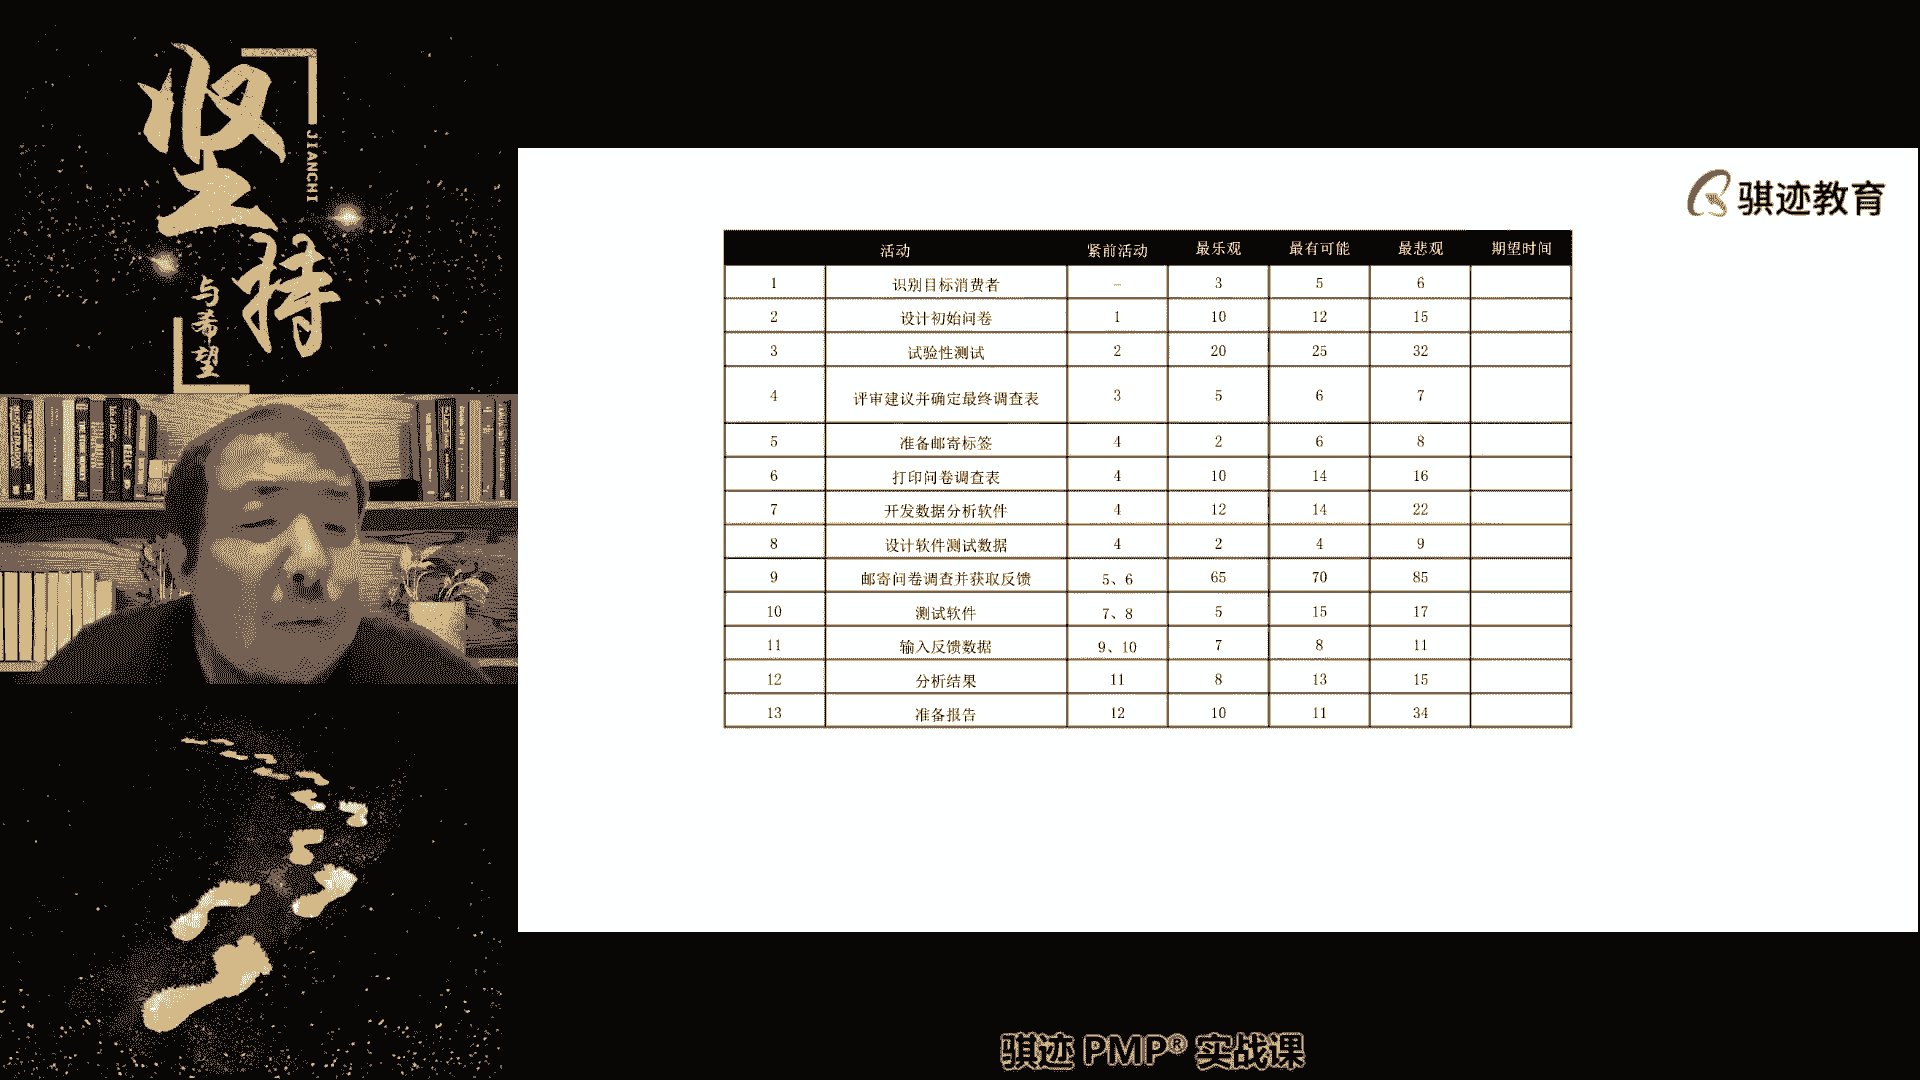 坚持
JIANCHI
与希望
骐迹教育
活动 紧前活动 最乐观 最有可能 最悲观 期望时间
1 识别目标消费者 – 3 5 6
2 设计初始问卷 1 10 12 15
3 试验性测试 2 20 25 32
4 评审建议并确定最终调查表 3 5 6 7
5 准备邮寄标签 4 2 6 8
6 打印问卷调查表 4 10 14 16
7 开发数据分析软件 4 12 14 22
8 设计软件测试数据 4 2 4 9
9 邮寄问卷调查并获取反馈 5、6 65 70 85
10 测试软件 7、8 5 15 17
11 输入反馈数据 9、10 7 8 11
12 分析结果 11 8 13 15
13 准备报告 12 10 11 34
骐迹 PMP® 实战课